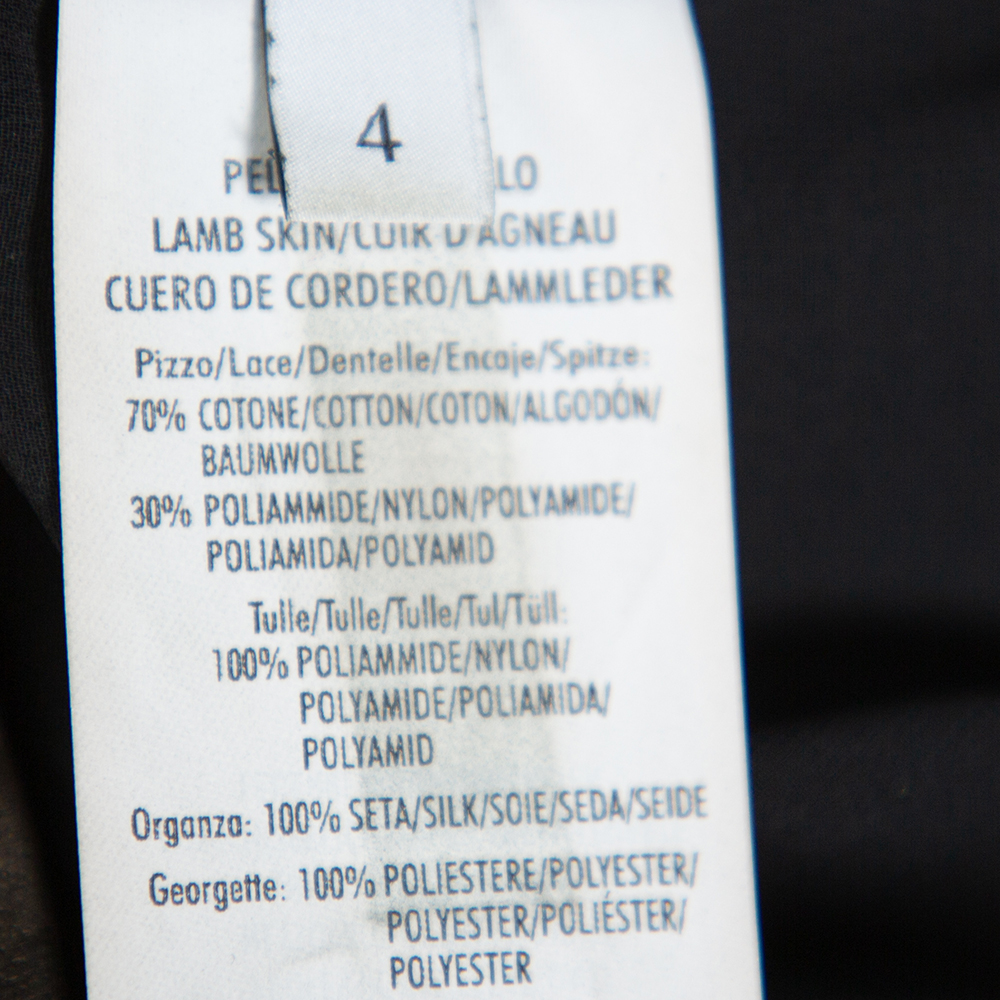 4
LAMB SKIN/CUIR D'AGNEAU
CUERO DE CORDERO/LAMMLEDER
Pizzo/Lace/Dentelle/Encaje/Spitze:
70% COTONE/COTTON/COTON/ALGODÓN/
BAUMWOLLE
30% POLIAMMIDE/NYLON/POLYAMIDE/
POLIAMIDA/POLYAMID
Tulle/Tulle/Tulle/Tul/Tüll:
100% POLIAMMIDE/NYLON/
POLYAMIDE/POLIAMIDA/
POLYAMID
Organza: 100% SETA/SILK/SOIE/SEDA/SEIDE
Georgette: 100% POLIESTERE/POLYESTER/
POLYESTER/POLIÉSTER/
POLYESTER